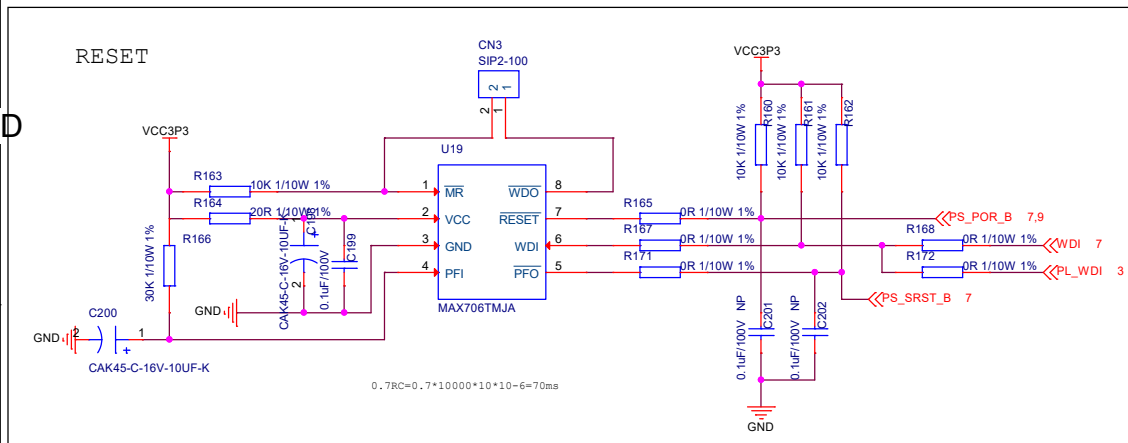 RESET
CN3
SIP2-100
2 1
2 1
VCC3P3
VCC3P3
D
R160
10K 1/10W 1%
R161
10K 1/10W 1%
R162
10K 1/10W 1%
U19
R163
10K 1/10W 1%
1 MR
WDO 8
R164
20R 1/10W 1%
2 VCC
RESET 7
R165
0R 1/10W 1%
PS_POR_B 7,9
3 GND
WDI 6
R167
0R 1/10W 1%
R168
0R 1/10W 1%
WDI 7
4 PFI
PFO 5
R171
0R 1/10W 1%
R172
0R 1/10W 1%
PL_WDI 3
PS_SRST_B 7
R166
30K 1/10W 1%
1
+
2
CAK45-C-16V-10UF-K
C199
0.1uF/100V
MAX706TMJA
GND
GND 2
C200
1
+
CAK45-C-16V-10UF-K
C201
0.1uF/100V NP
C202
0.1uF/100V NP
GND
0.7RC=0.7*10000*10*10-6=70ms